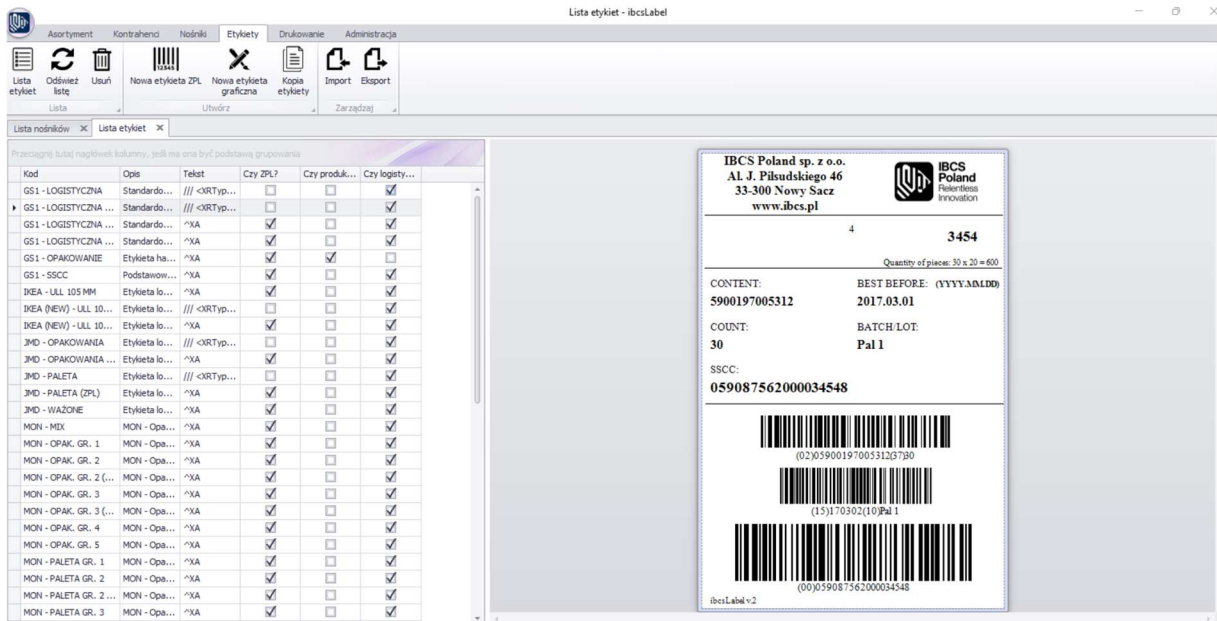 Lista etykiet - ibcsLabel
Asortyment Kontrahenci Nośniki Etykiety Drukowanie Administracja
Lista etykiet Odśwież listę Usuń Nowa etykieta ZPL Nowa etykieta graficzna Kopia etykiety Import Eksport
Lista Utwórz Zarządzaj
Lista nośników Lista etykiet
Przeciągnij tutaj nagłówek kolumny, jeśli ma ona być podstawą grupowania
Kod Opis Tekst Czy ZPL? Czy produk... Czy logisty...
GS1 - LOGISTYCZNA Standardo... /// <XRTyp...
GS1 - LOGISTYCZNA ... Standardo... /// <XRTyp...
GS1 - LOGISTYCZNA ... Standardo... ^XA
GS1 - LOGISTYCZNA ... Standardo... ^XA
GS1 - OPAKOWANIE Etykieta ha... ^XA
GS1 - SSCC Podstawow... ^XA
IKEA - ULL 105 MM Etykieta lo... ^XA
IKEA (NEW) - ULL 10... Etykieta lo... /// <XRTyp...
IKEA (NEW) - ULL 10... Etykieta lo... ^XA
JMD - OPAKOWANIA Etykieta lo... /// <XRTyp...
JMD - OPAKOWANIA ... Etykieta lo... ^XA
JMD - PALETA Etykieta lo... /// <XRTyp...
JMD - PALETA (ZPL) Etykieta lo... ^XA
JMD - WAŻONE Etykieta lo... ^XA
MON - MIX MON - Opa... ^XA
MON - OPAK. GR. 1 MON - Opa... ^XA
MON - OPAK. GR. 2 MON - Opa... ^XA
MON - OPAK. GR. 2 (... MON - Opa... ^XA
MON - OPAK. GR. 3 MON - Opa... ^XA
MON - OPAK. GR. 3 (... MON - Opa... ^XA
MON - OPAK. GR. 4 MON - Opa... ^XA
MON - OPAK. GR. 5 MON - Opa... ^XA
MON - PALETA GR. 1 MON - Opa... ^XA
MON - PALETA GR. 2 MON - Opa... ^XA
MON - PALETA GR. 2 ... MON - Opa... ^XA
MON - PALETA GR. 3 MON - Opa... ^XA
IBCS Poland sp. z o.o.
Al. J. Pilsudskiego 46
33-300 Nowy Sacz
www.ibcs.pl
IBCS
Poland
Relentless
Innovation
4
3454
Quantity of pieces: 30 x 20 = 600
CONTENT: BEST BEFORE: (YYYY.MM.DD)
5900197005312 2017.03.01
COUNT: BATCH/LOT:
30 Pal 1
SSCC:
059087562000034548
(02)05900197005312(37)30
(15)170302(10)Pal 1
(00)059087562000034548
ibcsLabel v.2